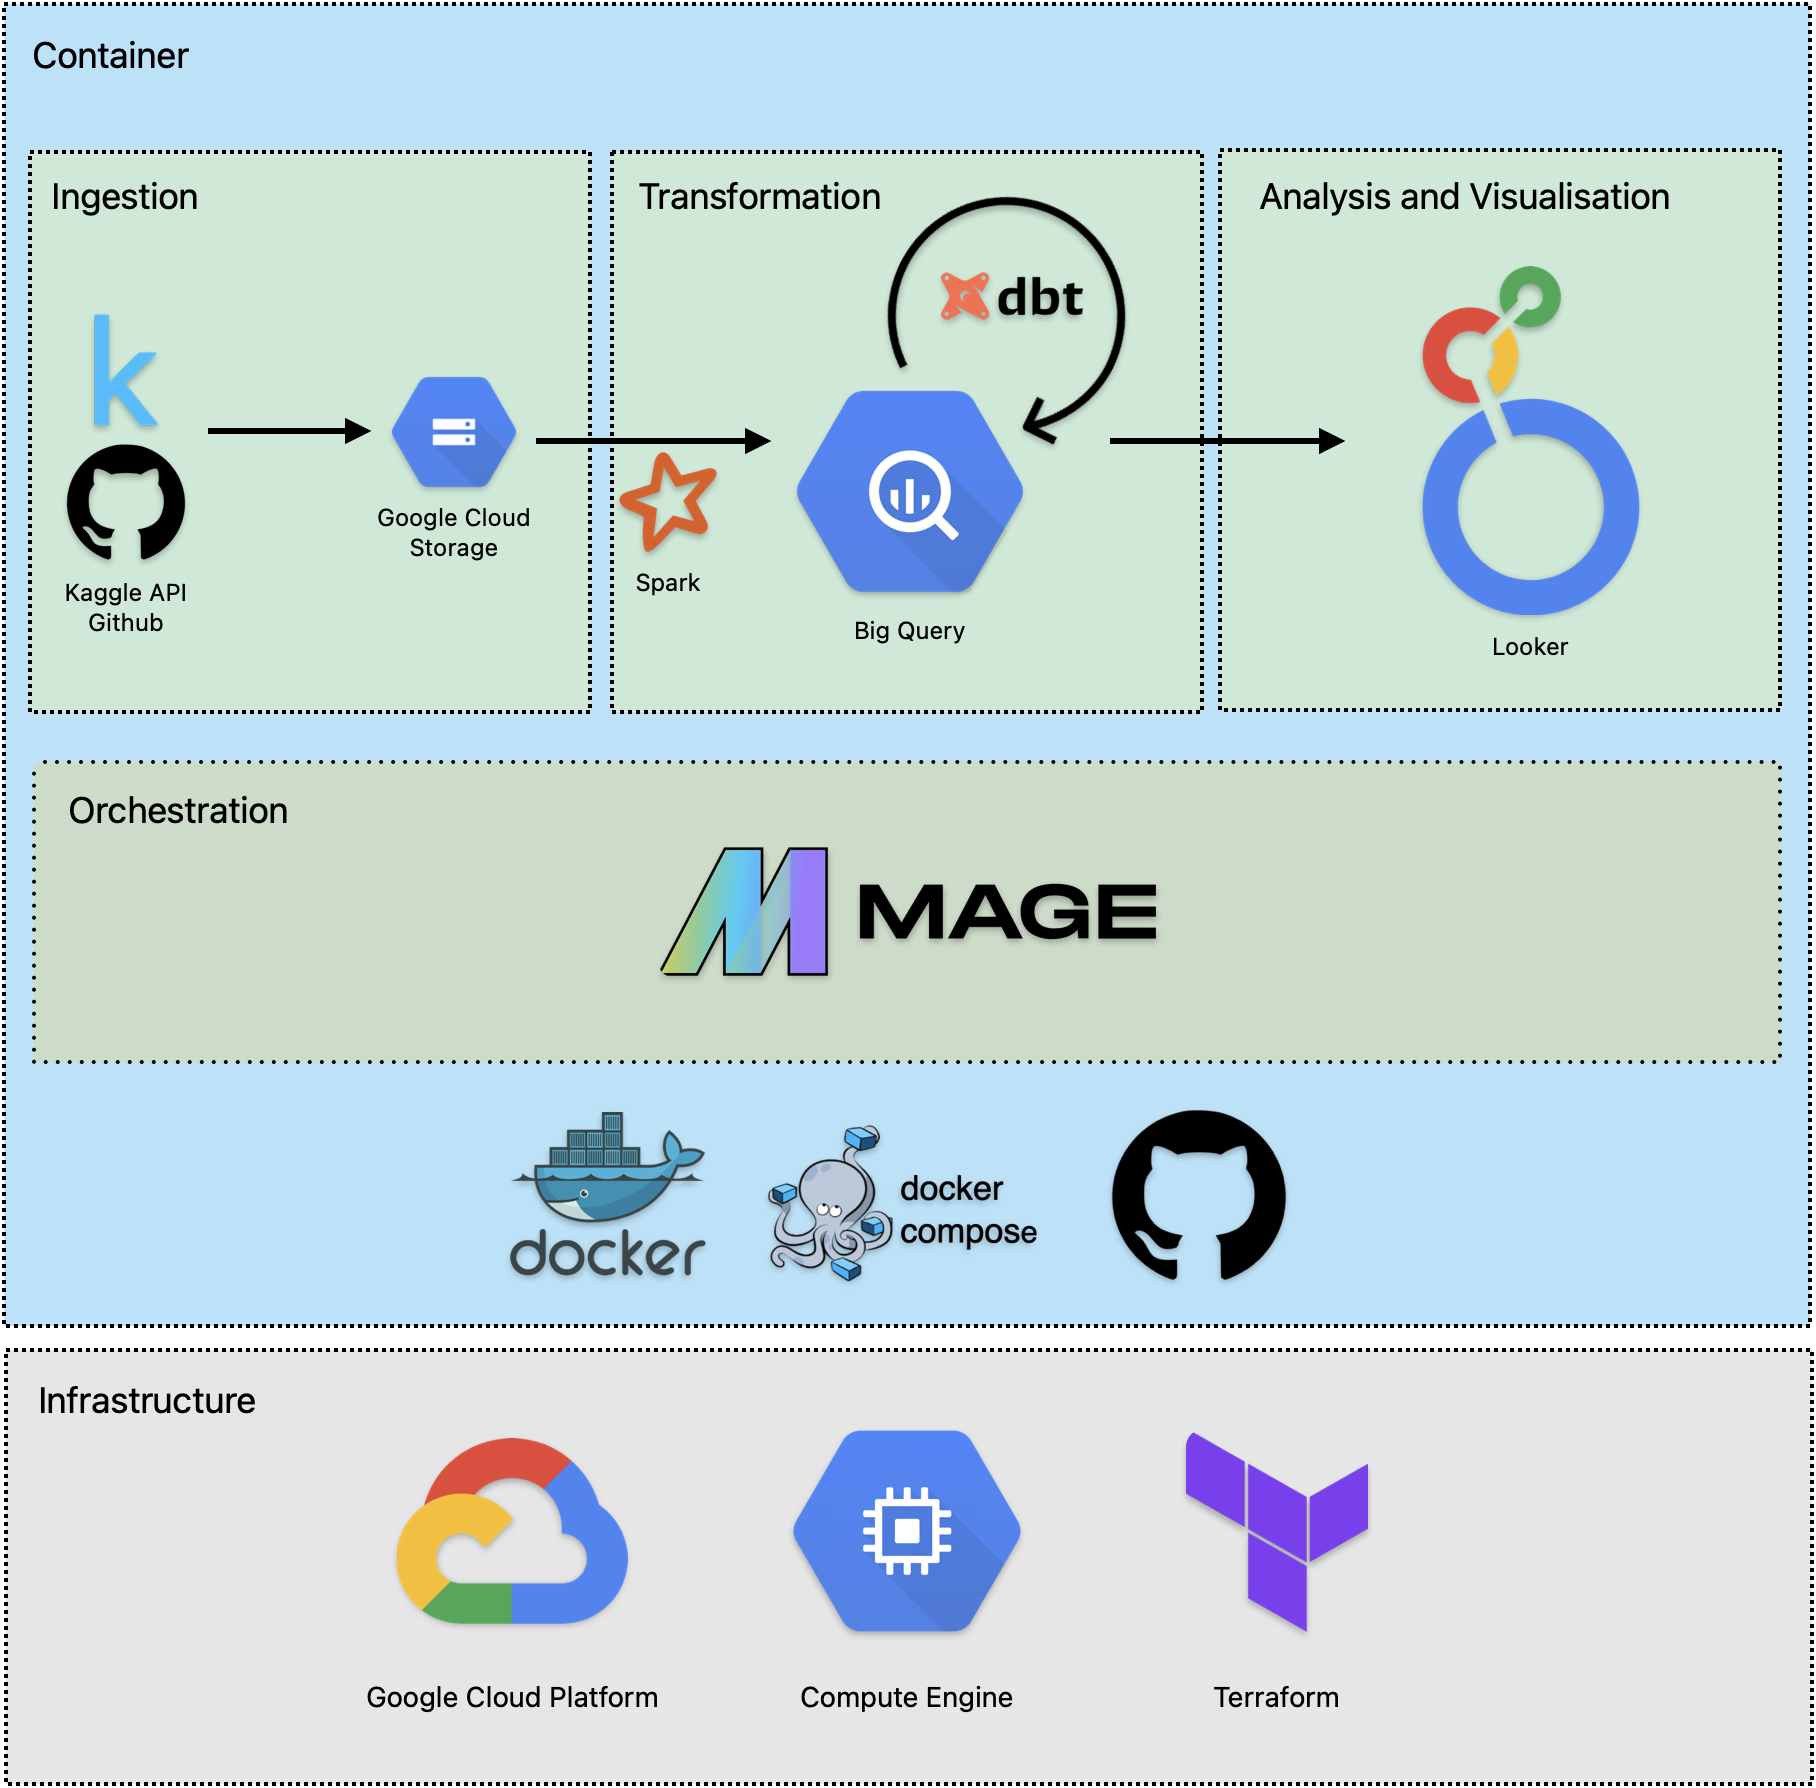 Container
Ingestion
Kaggle API
Github
Google Cloud
Storage
Transformation
dbt
Spark
Big Query
Analysis and Visualisation
Looker
Orchestration
MAGE
docker
docker
compose
Infrastructure
Google Cloud Platform
Compute Engine
Terraform